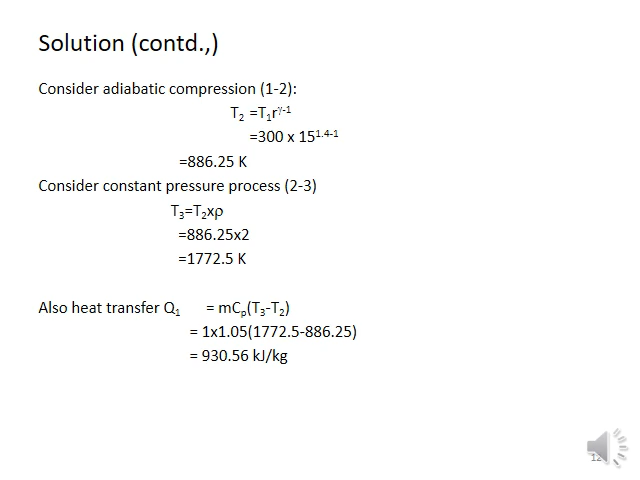 Solution (contd.,)
Consider adiabatic compression (1-2):
T₂ =T₁rᵞ⁻¹
=300 x 15¹·⁴⁻¹
=886.25 K
Consider constant pressure process (2-3)
T₃=T₂xρ
=886.25x2
=1772.5 K
Also heat transfer Q₁ = mCₚ(T₃-T₂)
= 1x1.05(1772.5-886.25)
= 930.56 kJ/kg
12